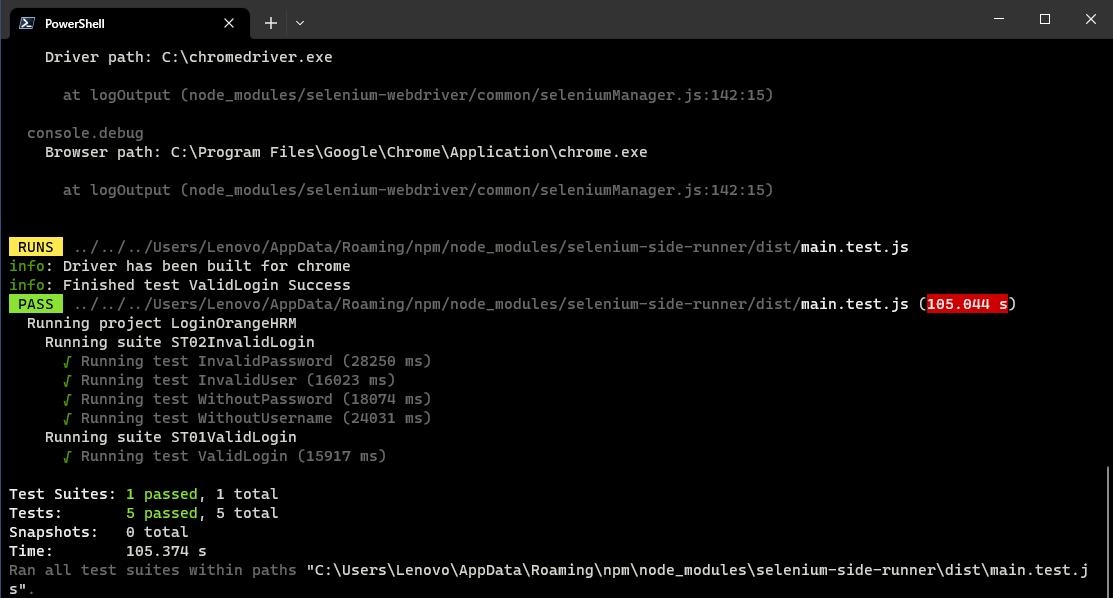 PowerShell
Driver path: C:\chromedriver.exe
at logOutput (node_modules/selenium-webdriver/common/seleniumManager.js:142:15)
console.debug
Browser path: C:\Program Files\Google\Chrome\Application\chrome.exe
at logOutput (node_modules/selenium-webdriver/common/seleniumManager.js:142:15)
RUNS ../../../Users/Lenovo/AppData/Roaming/npm/node_modules/selenium-side-runner/dist/main.test.js
info: Driver has been built for chrome
info: Finished test ValidLogin Success
PASS ../../../Users/Lenovo/AppData/Roaming/npm/node_modules/selenium-side-runner/dist/main.test.js (105.044 s)
Running project LoginOrangeHRM
Running suite ST02InvalidLogin
√ Running test InvalidPassword (28250 ms)
√ Running test InvalidUser (16023 ms)
√ Running test WithoutPassword (18074 ms)
√ Running test WithoutUsername (24031 ms)
Running suite ST01ValidLogin
√ Running test ValidLogin (15917 ms)
Test Suites: 1 passed, 1 total
Tests: 5 passed, 5 total
Snapshots: 0 total
Time: 105.374 s
Ran all test suites within paths "C:\Users\Lenovo\AppData\Roaming\npm\node_modules\selenium-side-runner\dist\main.test.j
s".